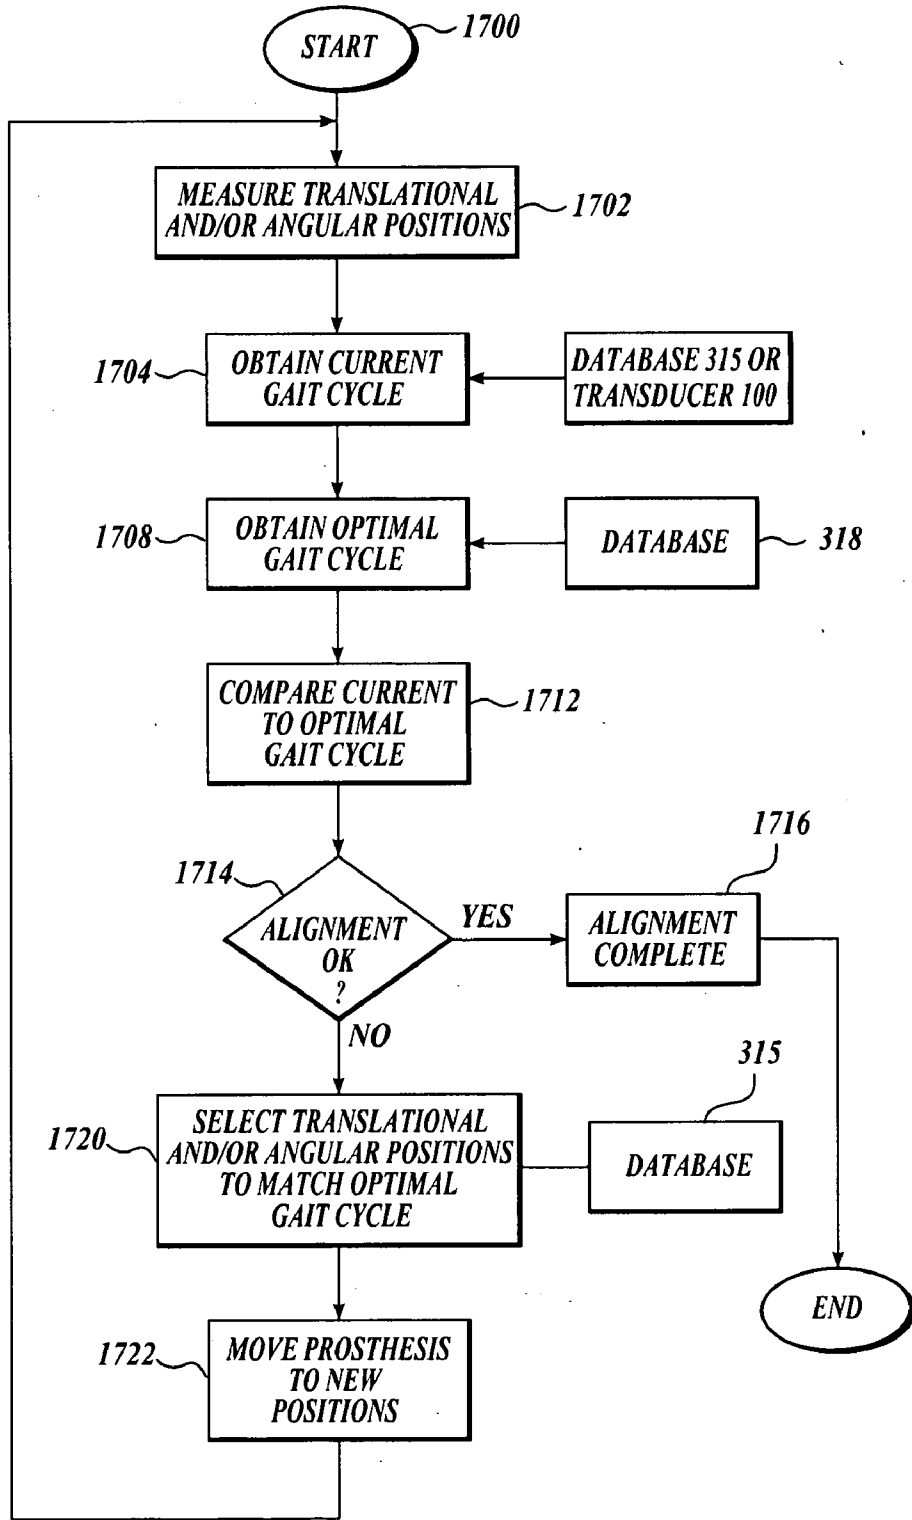 START
1700
MEASURE TRANSLATIONAL
AND/OR ANGULAR POSITIONS
1702
1704
OBTAIN CURRENT
GAIT CYCLE
DATABASE 315 OR
TRANSDUCER 100
1708
OBTAIN OPTIMAL
GAIT CYCLE
DATABASE
318
COMPARE CURRENT
TO OPTIMAL
GAIT CYCLE
1712
1714
ALIGNMENT
OK
?
YES
1716
ALIGNMENT
COMPLETE
NO
1720
SELECT TRANSLATIONAL
AND/OR ANGULAR POSITIONS
TO MATCH OPTIMAL
GAIT CYCLE
315
DATABASE
END
1722
MOVE PROSTHESIS
TO NEW
POSITIONS